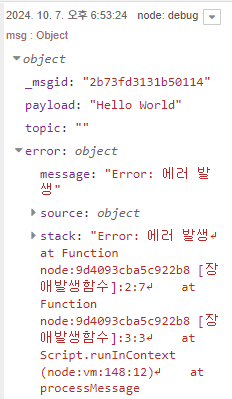 2024. 10. 7. 오후 6:53:24 node: debug
msg : Object
object
_msgid: "2b73fd3131b50114"
payload: "Hello World"
topic: ""
error: object
message: "Error: 에러 발
생"
source: object
stack: "Error: 에러 발생↵
at Function
node:9d4093cba5c922b8 [장
애발생함수]:2:7↵ at
Function
node:9d4093cba5c922b8 [장
애발생함수]:3:3↵ at
Script.runInContext
(node:vm:148:12)↵ at
processMessage